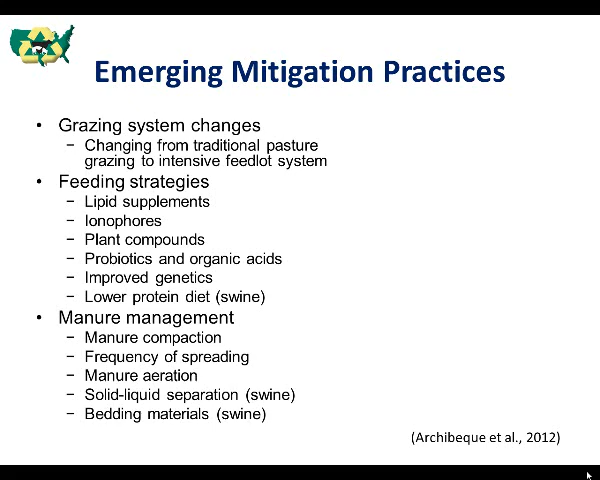 Emerging Mitigation Practices
• Grazing system changes
− Changing from traditional pasture
grazing to intensive feedlot system
• Feeding strategies
− Lipid supplements
− Ionophores
− Plant compounds
− Probiotics and organic acids
− Improved genetics
− Lower protein diet (swine)
• Manure management
− Manure compaction
− Frequency of spreading
− Manure aeration
− Solid-liquid separation (swine)
− Bedding materials (swine)
(Archibeque et al., 2012)